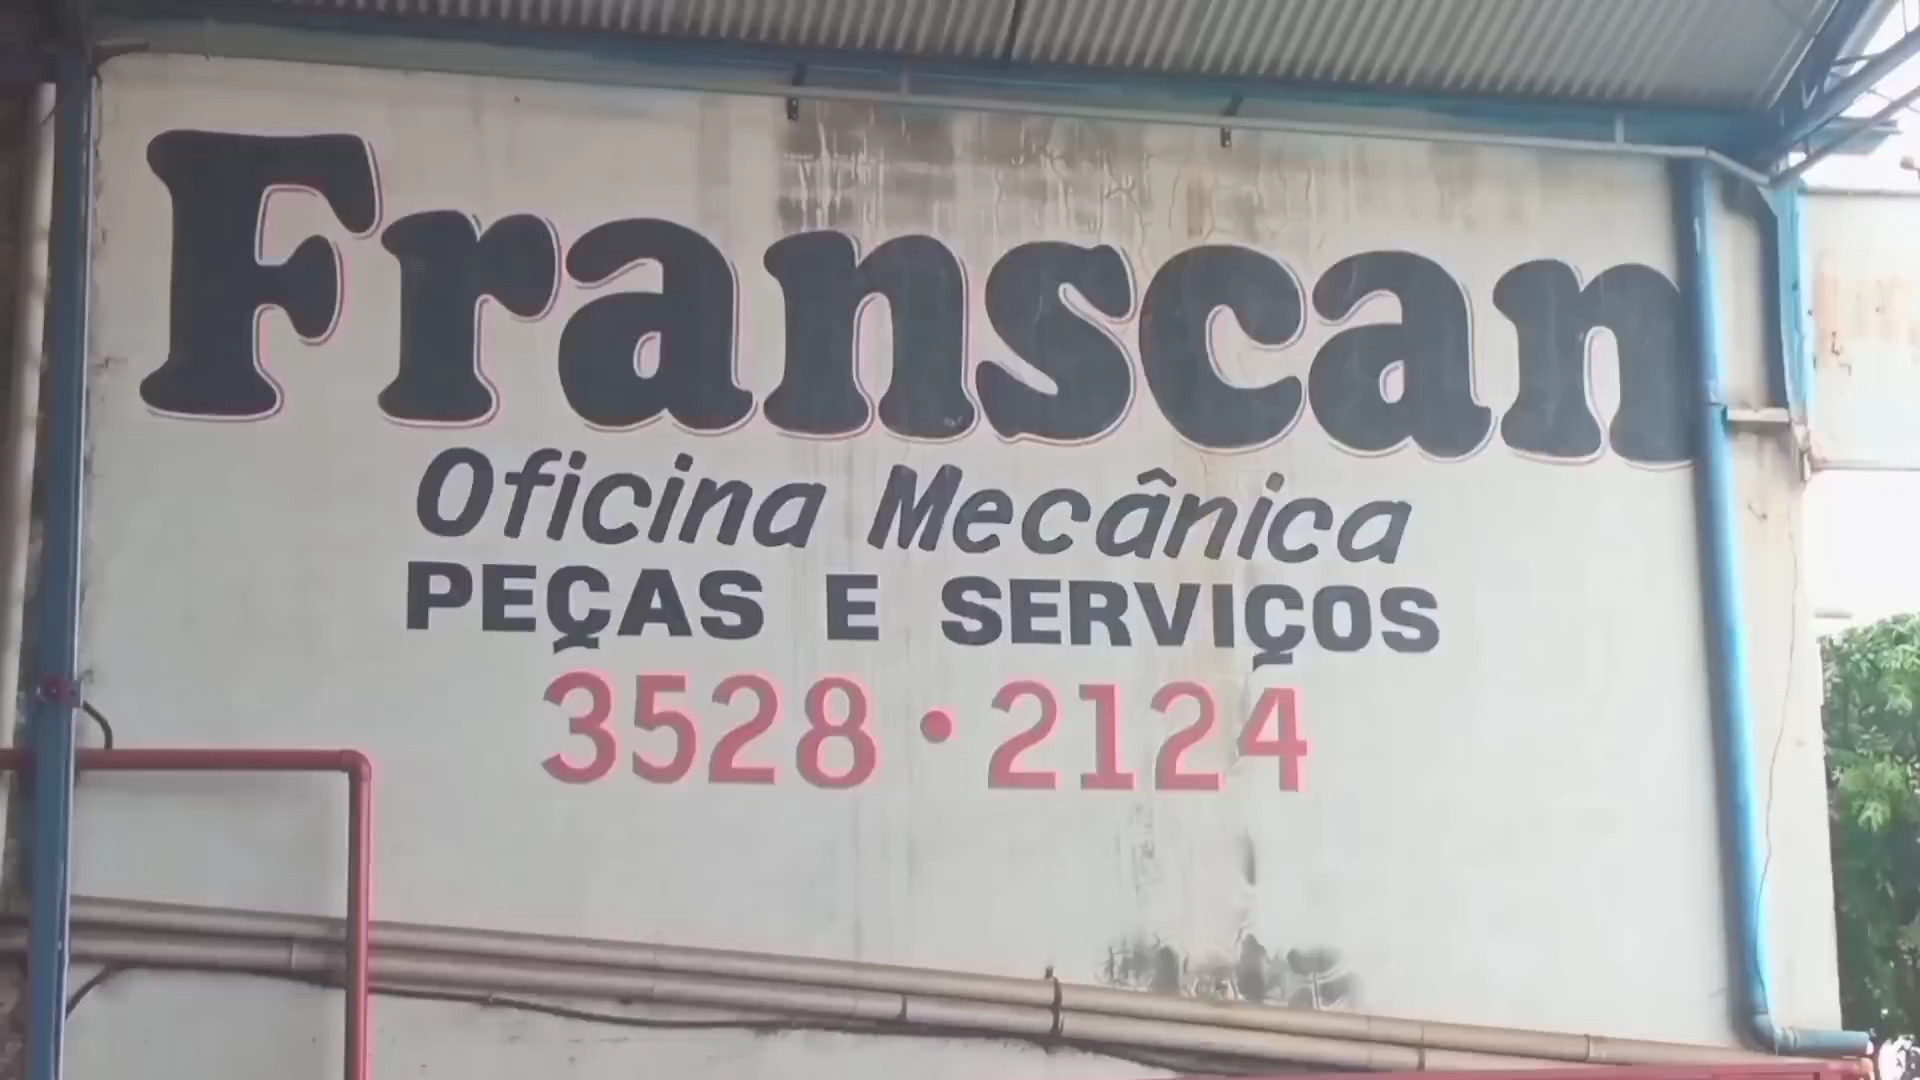 Franscan
Oficina Mecânica
PEÇAS E SERVIÇOS
3528 • 2124